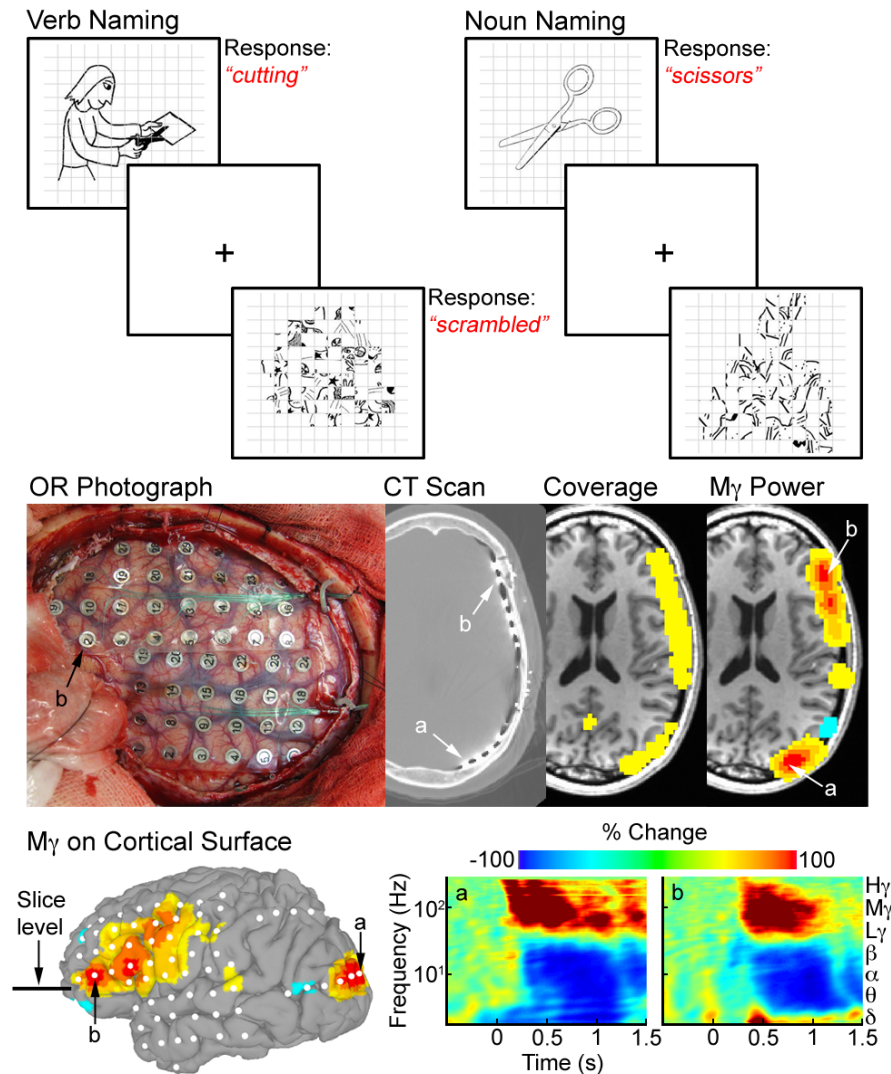 Verb Naming
Response:
“cutting”
Noun Naming
Response:
“scissors”
+
+
Response:
“scrambled”
OR Photograph
CT Scan
Coverage
Mγ Power
b
b
a
b
a
Mγ on Cortical Surface
Slice
level
a
b
% Change
-100
100
Frequency (Hz)
10²
10¹
a
b
Hγ
Mγ
Lγ
β
α
θ
δ
0
0.5
1
1.5
0
0.5
1
1.5
Time (s)